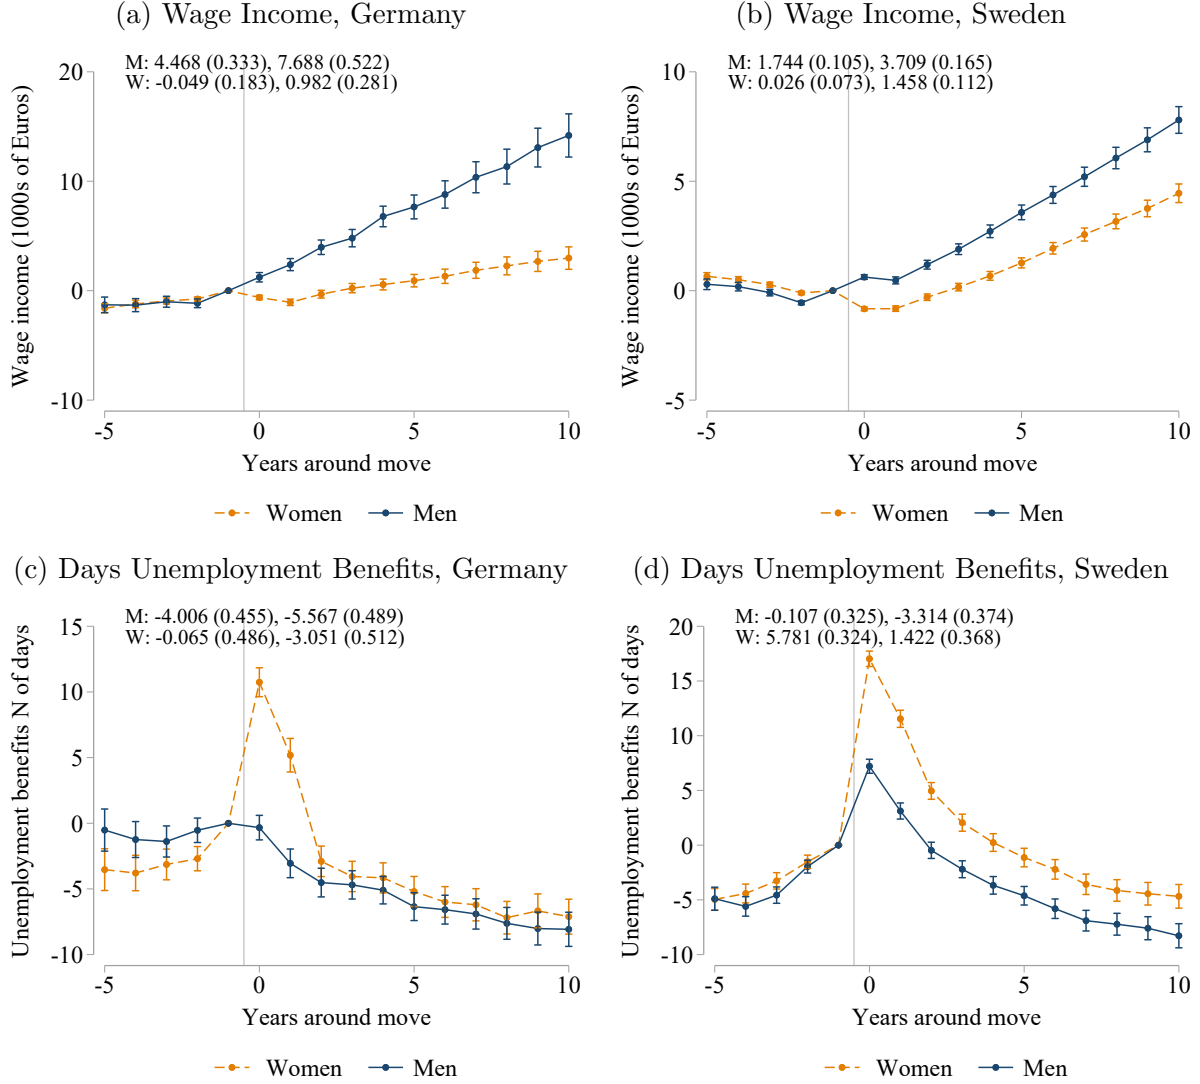 (a) Wage Income, Germany
M: 4.468 (0.333), 7.688 (0.522)
W: -0.049 (0.183), 0.982 (0.281)
Wage income (1000s of Euros)
20
10
0
-10
-5
0
5
10
Years around move
Women
Men
(b) Wage Income, Sweden
M: 1.744 (0.105), 3.709 (0.165)
W: 0.026 (0.073), 1.458 (0.112)
Wage income (1000s of Euros)
10
5
0
-5
-5
0
5
10
Years around move
Women
Men
(c) Days Unemployment Benefits, Germany
M: -4.006 (0.455), -5.567 (0.489)
W: -0.065 (0.486), -3.051 (0.512)
Unemployment benefits N of days
15
10
5
0
-5
-10
-5
0
5
10
Years around move
Women
Men
(d) Days Unemployment Benefits, Sweden
M: -0.107 (0.325), -3.314 (0.374)
W: 5.781 (0.324), 1.422 (0.368)
Unemployment benefits N of days
20
15
10
5
0
-5
-10
-5
0
5
10
Years around move
Women
Men